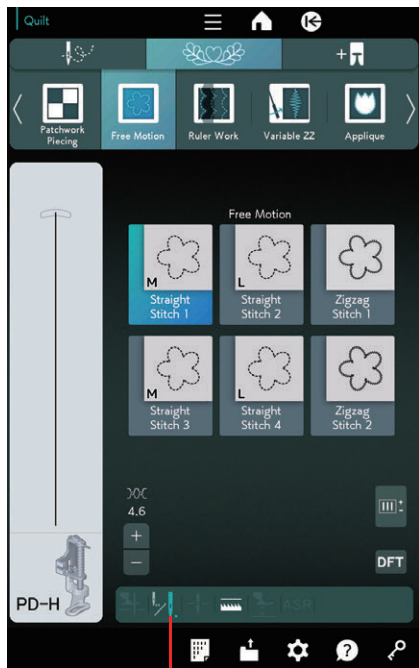 Quilt
Patchwork
Piecing
Free Motion
Ruler Work
Variable ZZ
Applique
Free Motion
M
Straight
Stitch 1
L
Straight
Stitch 2
Zigzag
Stitch 1
M
Straight
Stitch 3
L
Straight
Stitch 4
Zigzag
Stitch 2
4.6
+
−
DFT
PD-H
ASR
?